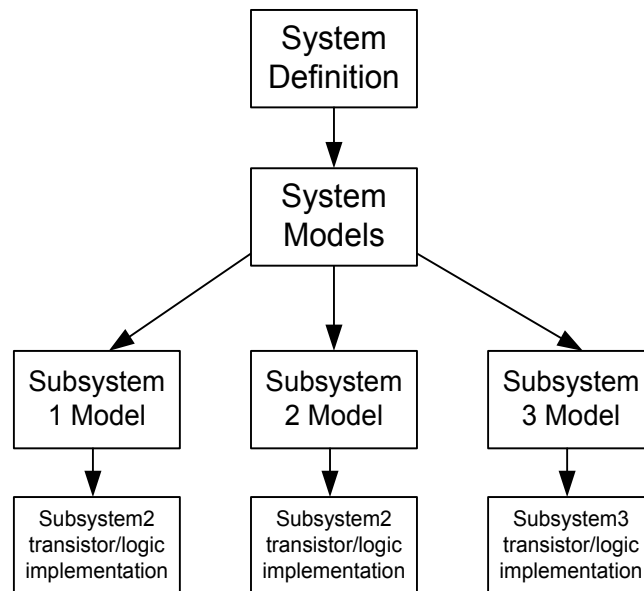 System
Definition
System
Models
Subsystem
1 Model
Subsystem
2 Model
Subsystem
3 Model
Subsystem2
transistor/logic
implementation
Subsystem2
transistor/logic
implementation
Subsystem3
transistor/logic
implementation